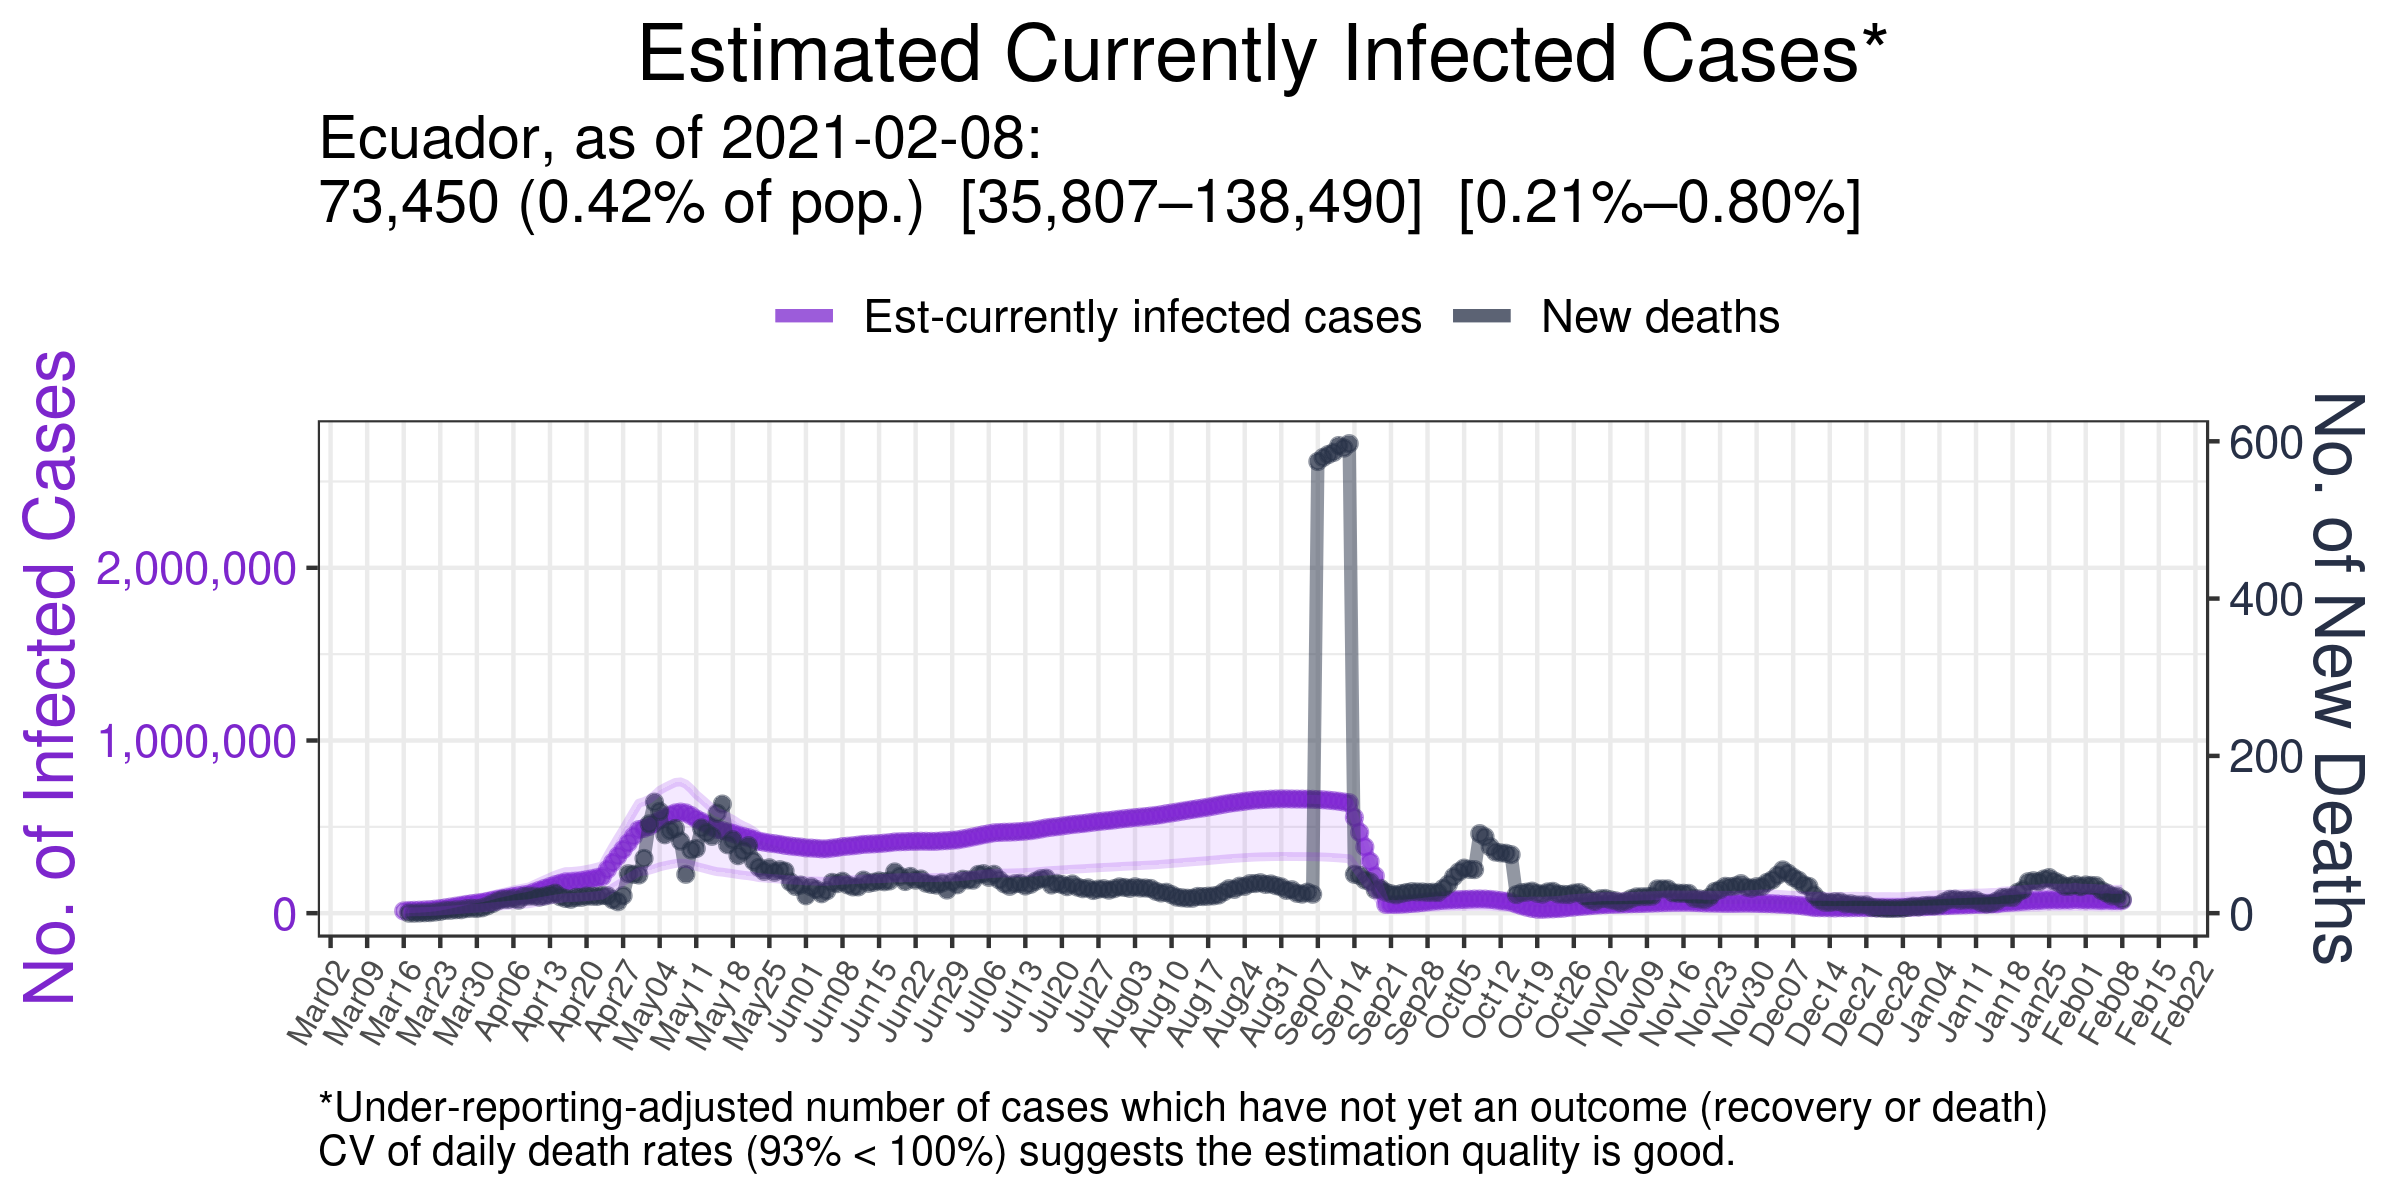 Estimated Currently Infected Cases*
Ecuador, as of 2021-02-08:
73,450 (0.42% of pop.)  [35,807–138,490]  [0.21%–0.80%]
Est-currently infected cases
New deaths
No. of Infected Cases
2,000,000
1,000,000
0
600
400
200
0
No. of New Deaths
Mar02
Mar09
Mar16
Mar23
Mar30
Apr06
Apr13
Apr20
Apr27
May04
May11
May18
May25
Jun01
Jun08
Jun15
Jun22
Jun29
Jul06
Jul13
Jul20
Jul27
Aug03
Aug10
Aug17
Aug24
Aug31
Sep07
Sep14
Sep21
Sep28
Oct05
Oct12
Oct19
Oct26
Nov02
Nov09
Nov16
Nov23
Nov30
Dec07
Dec14
Dec21
Dec28
Jan04
Jan11
Jan18
Jan25
Feb01
Feb08
Feb15
Feb22
*Under-reporting-adjusted number of cases which have not yet an outcome (recovery or death)
CV of daily death rates (93% < 100%) suggests the estimation quality is good.